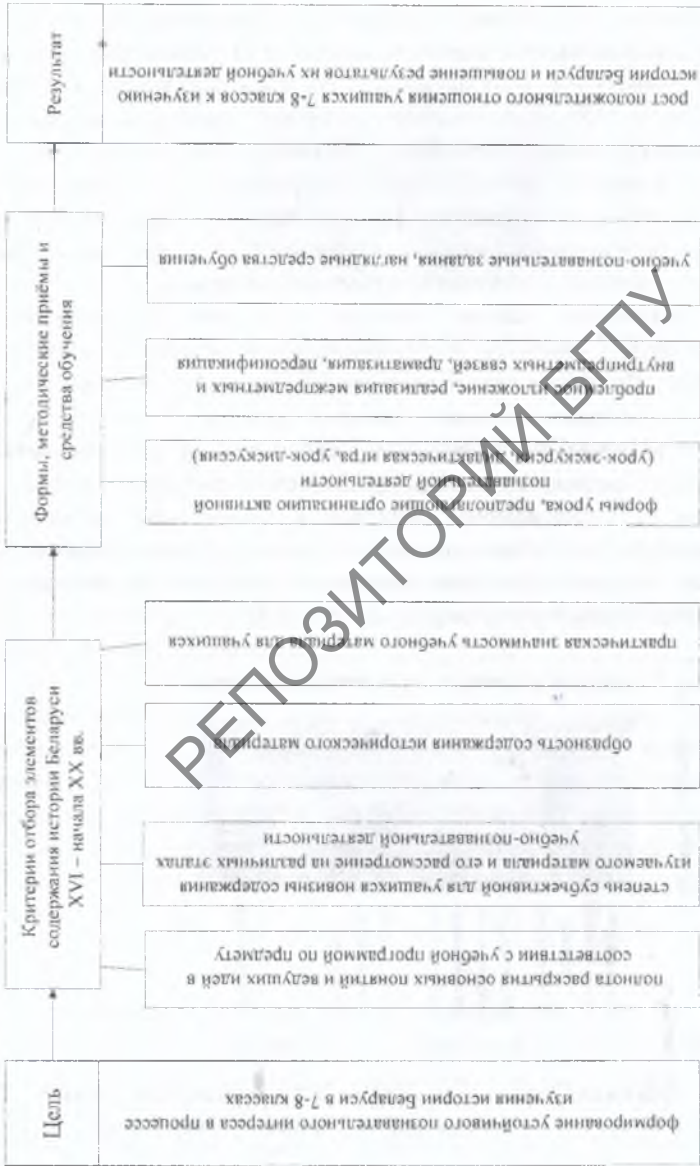 Цель
формирование устойчивого познавательного интереса в процессе
изучения истории Беларуси в 7-8 классах
Критерии отбора элементов
содержания истории Беларуси
XVI – начала XX вв.
полнота раскрытия основных понятий и ведущих идей в
соответствии с учебной программой по предмету
степень субъективной для учащихся новизны содержания
изучаемого материала и его рассмотрение на различных этапах
учебно-познавательной деятельности
образность содержания исторического материала
практическая значимость учебного материала для учащихся
Формы, методические приёмы и
средства обучения
формы урока, предполагающие организацию активной
познавательной деятельности
(урок-экскурсия, дидактическая игра, урок-дискуссия)
проблемное изложение, реализация межпредметных и
внутрипредметных связей, драматизация, персонификация
учебно-познавательные задания, наглядные средства обучения
Результат
рост положительного отношения учащихся 7-8 классов к изучению
истории Беларуси и повышение результатов их учебной деятельности
РЕПОЗИТОРИЙ БГПУ